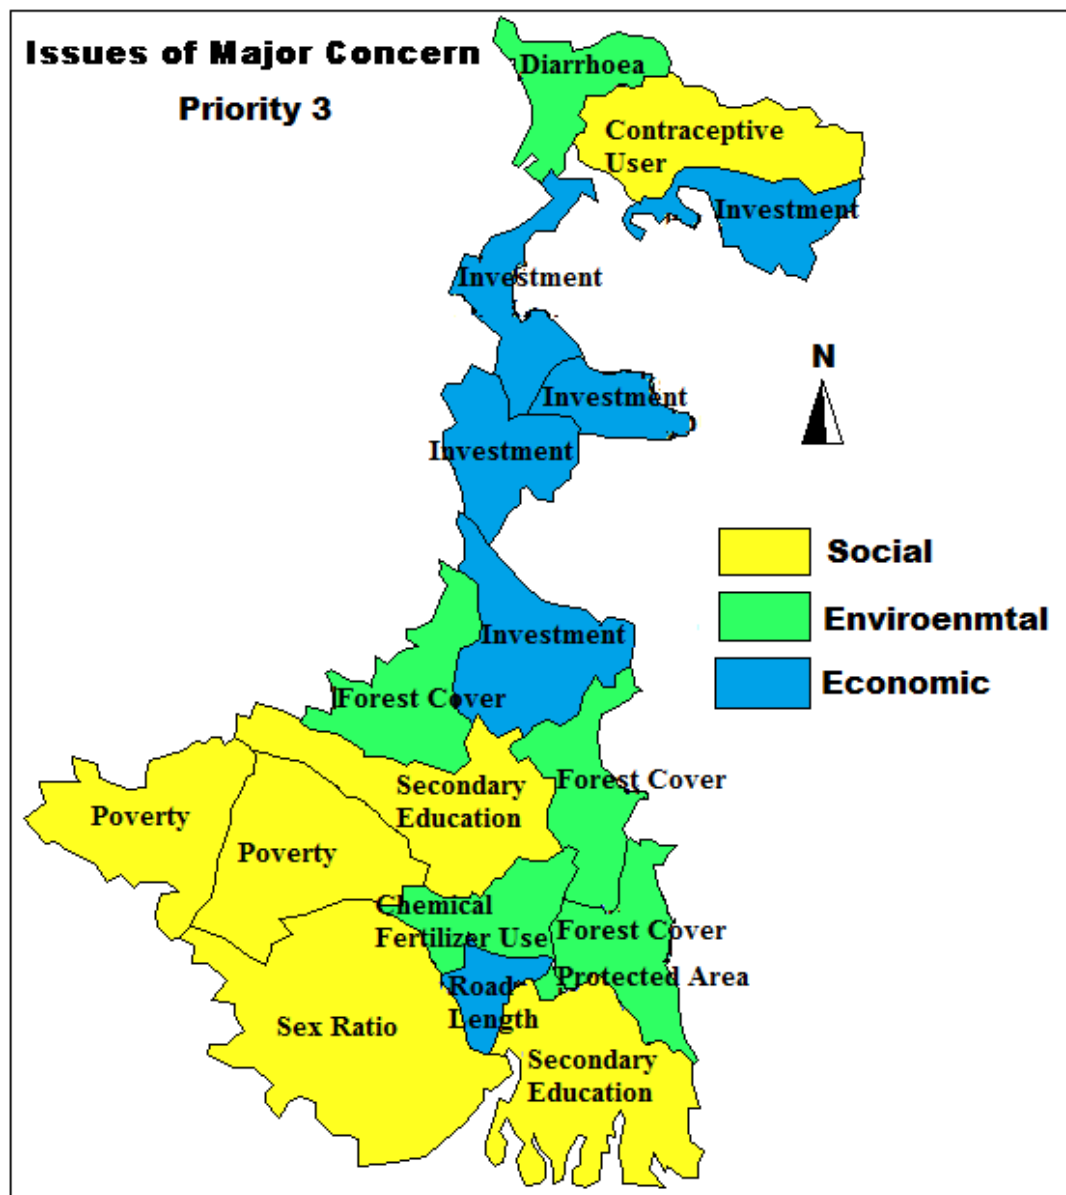 Issues of Major Concern
Priority 3
Diarrhoea
Contraceptive
User
Investment
Investment
N
Investment
Investment
Social
Enviroenmtal
Investment
Economic
Forest Cover
Secondary
Education
Forest Cover
Poverty
Poverty
Chemical
Fertilizer Use
Forest Cover
Protected Area
Road
Length
Sex Ratio
Secondary
Education